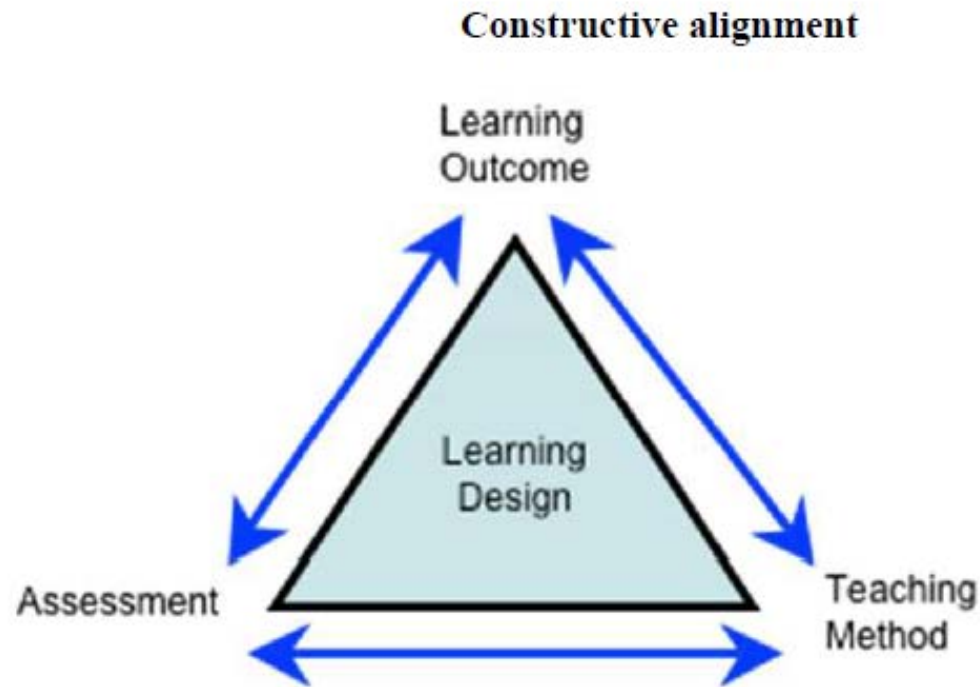 Constructive alignment
Learning
Outcome
Learning
Design
Assessment
Teaching
Method